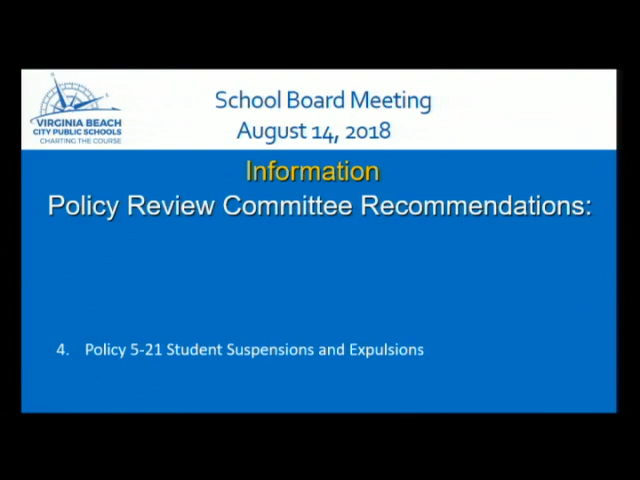 VIRGINIA BEACH
CITY PUBLIC SCHOOLS
CHARTING THE COURSE
School Board Meeting
August 14, 2018
Information
Policy Review Committee Recommendations:
4. Policy 5-21 Student Suspensions and Expulsions